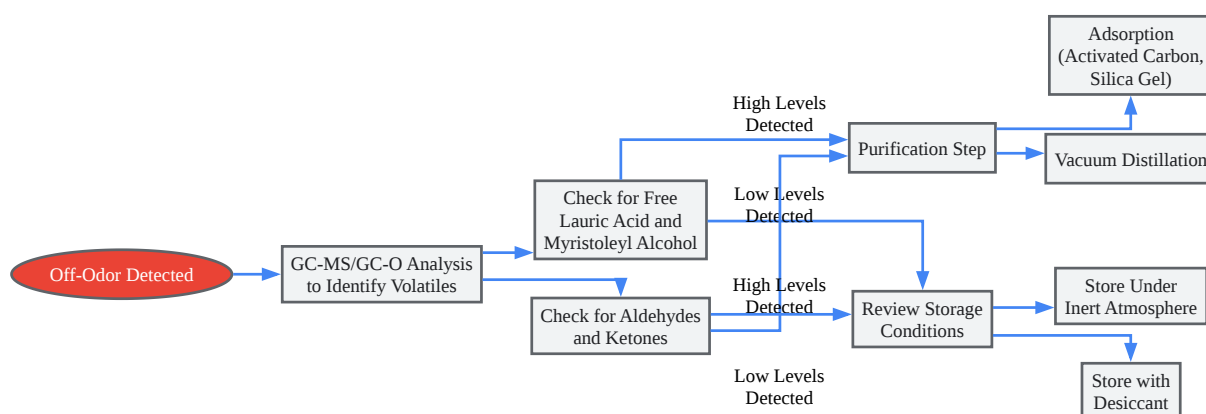 Off-Odor Detected
GC-MS/GC-O Analysis
to Identify Volatiles
Check for Free
Lauric Acid and
Myristoleyl Alcohol
Check for Aldehydes
and Ketones
High Levels
Detected
Low Levels
Detected
High Levels
Detected
Low Levels
Detected
Purification Step
Review Storage
Conditions
Adsorption
(Activated Carbon,
Silica Gel)
Vacuum Distillation
Store Under
Inert Atmosphere
Store with
Desiccant